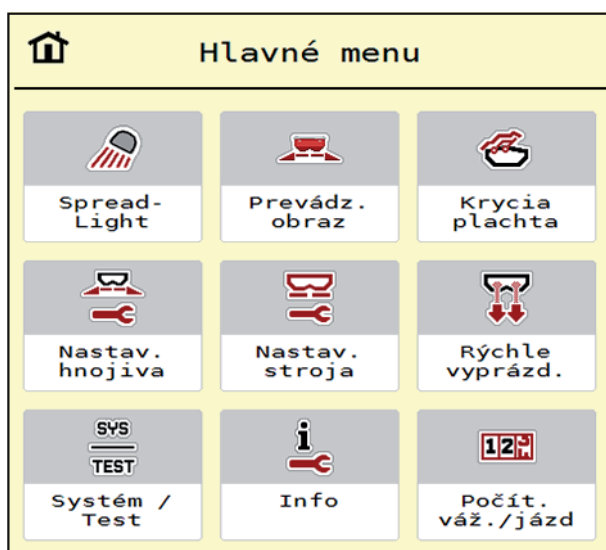 Hlavné menu
Spread-
Light
Prevádz.
obraz
Krycia
plachta
Nastav.
hnojiva
Nastav.
stroja
Rýchle
vyprázd.
SYS
TEST
Systém /
Test
Info
12
Počít.
váž./jázd